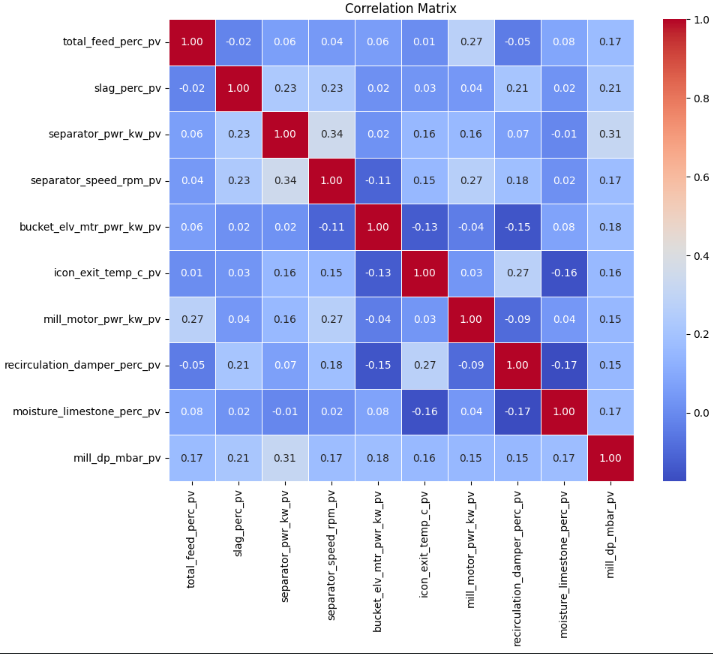 Correlation Matrix
total_feed_perc_pv 1.00 -0.02 0.06 0.04 0.06 0.01 0.27 -0.05 0.08 0.17
slag_perc_pv -0.02 1.00 0.23 0.23 0.02 0.03 0.04 0.21 0.02 0.21
separator_pwr_kw_pv 0.06 0.23 1.00 0.34 0.02 0.16 0.16 0.07 -0.01 0.31
separator_speed_rpm_pv 0.04 0.23 0.34 1.00 -0.11 0.15 0.27 0.18 0.02 0.17
bucket_elv_mtr_pwr_kw_pv 0.06 0.02 0.02 -0.11 1.00 -0.13 -0.04 -0.15 0.08 0.18
icon_exit_temp_c_pv 0.01 0.03 0.16 0.15 -0.13 1.00 0.03 0.27 -0.16 0.16
mill_motor_pwr_kw_pv 0.27 0.04 0.16 0.27 -0.04 0.03 1.00 -0.09 0.04 0.15
recirculation_damper_perc_pv -0.05 0.21 0.07 0.18 -0.15 0.27 -0.09 1.00 -0.17 0.15
moisture_limestone_perc_pv 0.08 0.02 -0.01 0.02 0.08 -0.16 0.04 -0.17 1.00 0.17
mill_dp_mbar_pv 0.17 0.21 0.31 0.17 0.18 0.16 0.15 0.15 0.17 1.00
total_feed_perc_pv
slag_perc_pv
separator_pwr_kw_pv
separator_speed_rpm_pv
bucket_elv_mtr_pwr_kw_pv
icon_exit_temp_c_pv
mill_motor_pwr_kw_pv
recirculation_damper_perc_pv
moisture_limestone_perc_pv
mill_dp_mbar_pv
1.0
0.8
0.6
0.4
0.2
0.0